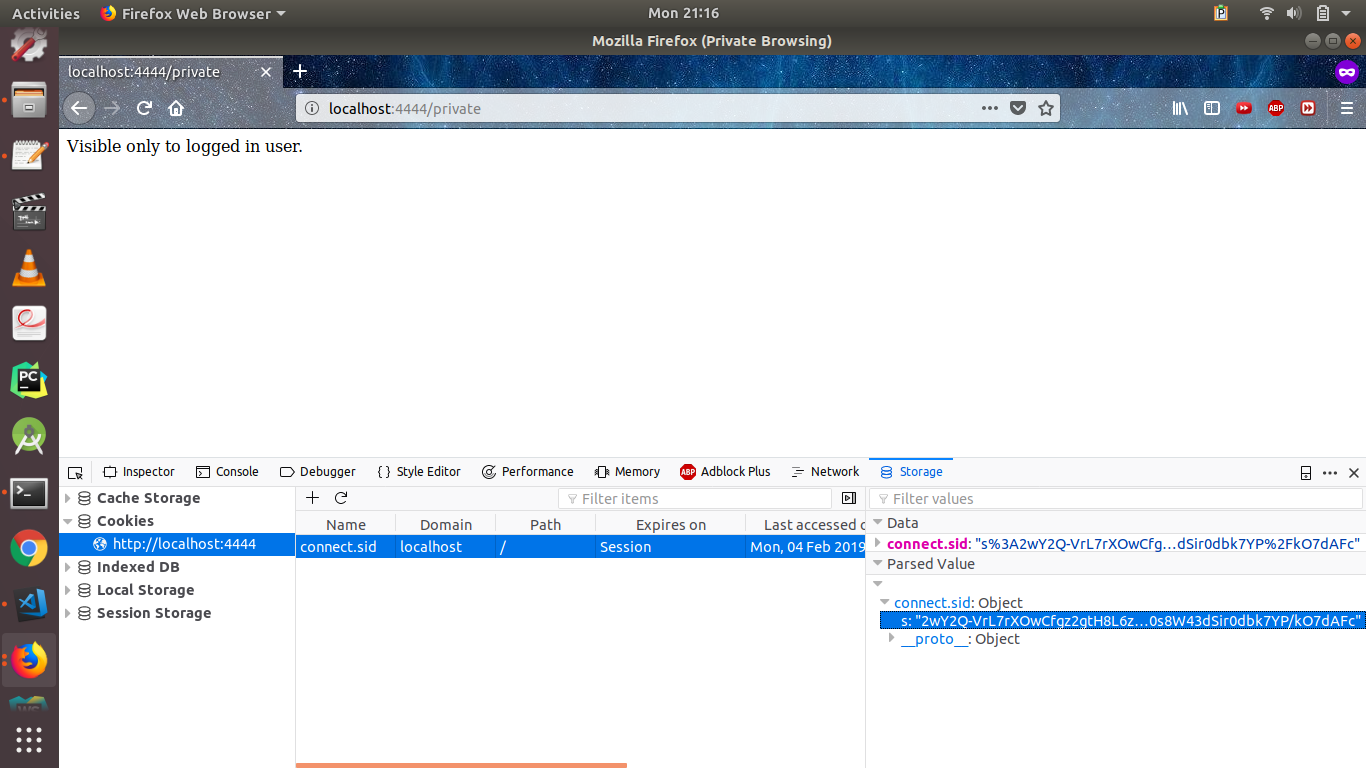 Activities Firefox Web Browser Mon 21:16
Mozilla Firefox (Private Browsing)
localhost:4444/private
localhost:4444/private ABP
Visible only to logged in user.
PC
Inspector Console Debugger {} Style Editor Performance Memory ABP Adblock Plus Network Storage
Cache Storage
Cookies
http://localhost:4444
Indexed DB
Local Storage
Session Storage
Filter items
Name Domain Path Expires on Last accessed o
connect.sid localhost / Session Mon, 04 Feb 2019
Filter values
Data
connect.sid: "s%3A2wY2Q-VrL7rXOwCfg…dSir0dbk7YP%2FkO7dAFc"
Parsed Value
connect.sid: Object
s: "2wY2Q-VrL7rXOwCfgz2gtH8L6z…0s8W43dSir0dbk7YP/kO7dAFc"
__proto__: Object